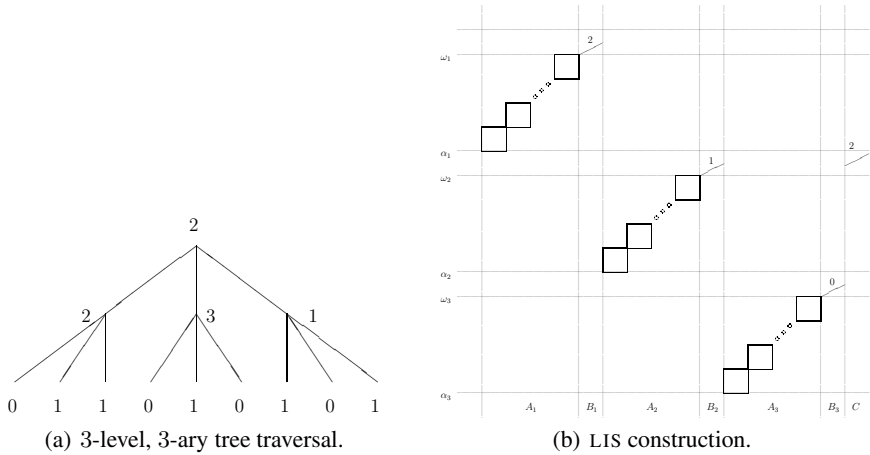 2
2 3 1
0 1 1 0 1 0 1 0 1
(a) 3-level, 3-ary tree traversal.
2
ω₁
α₁
2
ω₂
1
α₂
ω₃
0
α₃
A₁ B₁ A₂ B₂ A₃ B₃ C
(b) LIS construction.